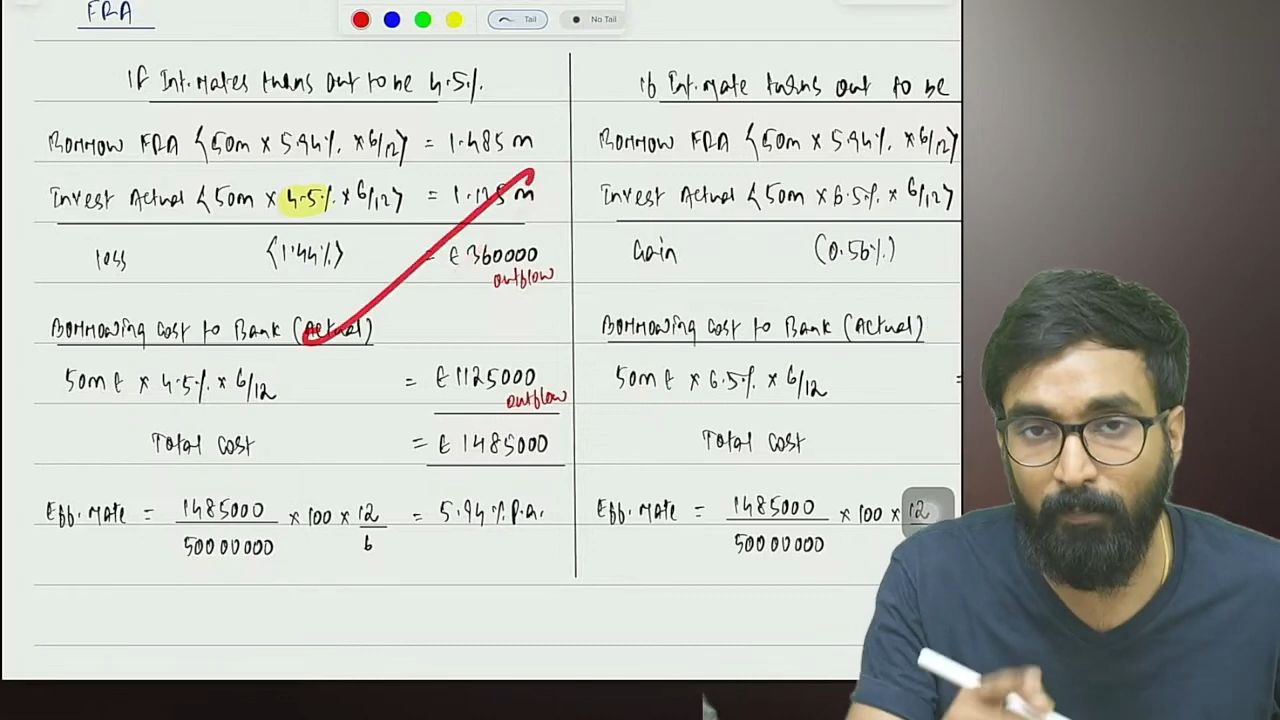 FRA
Tail
No Tail
If Int. rates turns out to be 4.5%.
Borrow FRA {50m x 5.94% x 6/12} = 1.485 m
Invest Actual {50m x 4.5% x 6/12} = 1.125 m
loss {1.44%} = £ 360000
outflow
Borrowing Cost to Bank (Actual)
50m £ x 4.5% x 6/12 = £ 1125000
outflow
Total Cost = £ 1485000
Eff. rate = 1485000 / 50000000 x 100 x 12 / 6 = 5.94 % p.a.
If Int. rate turns out to be
Borrow FRA {50m x 5.94% x 6/12}
Invest Actual {50m x 6.5% x 6/12}
Gain (0.56%)
Borrowing Cost to Bank (Actual)
50m £ x 6.5% x 6/12 =
Total Cost
Eff. rate = 1485000 / 50000000 x 100 x 12